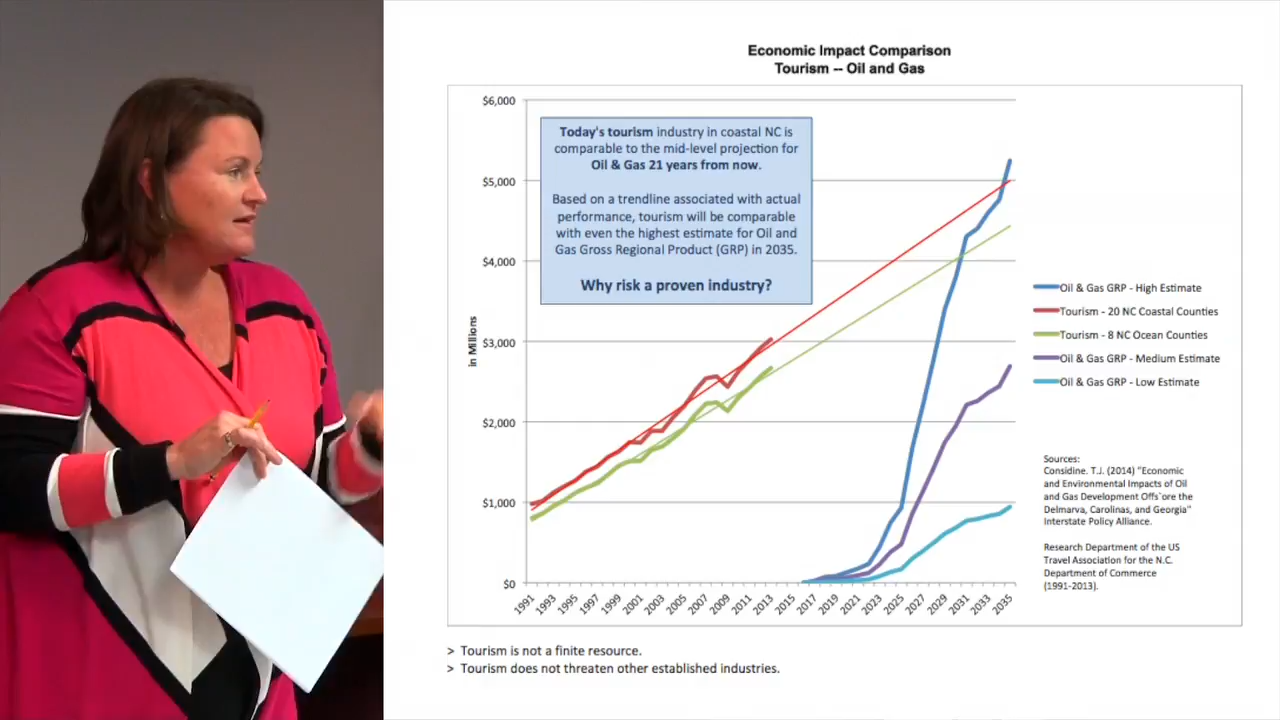 Economic Impact Comparison
Tourism -- Oil and Gas
$6,000
$5,000
$4,000
$3,000
$2,000
$1,000
$0
in Millions
Today's tourism industry in coastal NC is
comparable to the mid-level projection for
Oil & Gas 21 years from now.
Based on a trendline associated with actual
performance, tourism will be comparable
with even the highest estimate for Oil and
Gas Gross Regional Product (GRP) in 2035.
Why risk a proven industry?
1991
1993
1995
1997
1999
2001
2003
2005
2007
2009
2011
2013
2015
2017
2019
2021
2023
2025
2027
2029
2031
2033
2035
Oil & Gas GRP - High Estimate
Tourism - 20 NC Coastal Counties
Tourism - 8 NC Ocean Counties
Oil & Gas GRP - Medium Estimate
Oil & Gas GRP - Low Estimate
Sources:
Considine. T.J. (2014) "Economic
and Environmental Impacts of Oil
and Gas Development Offs`ore the
Delmarva, Carolinas, and Georgia"
Interstate Policy Alliance.
Research Department of the US
Travel Association for the N.C.
Department of Commerce
(1991-2013).
> Tourism is not a finite resource.
> Tourism does not threaten other established industries.